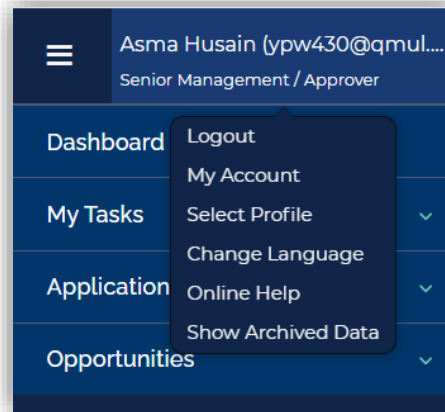 Asma Husain (ypw430@qmul....
Senior Management / Approver
Dashboard
Logout
My Account
My Tasks
Select Profile
Change Language
Application
Online Help
Show Archived Data
Opportunities